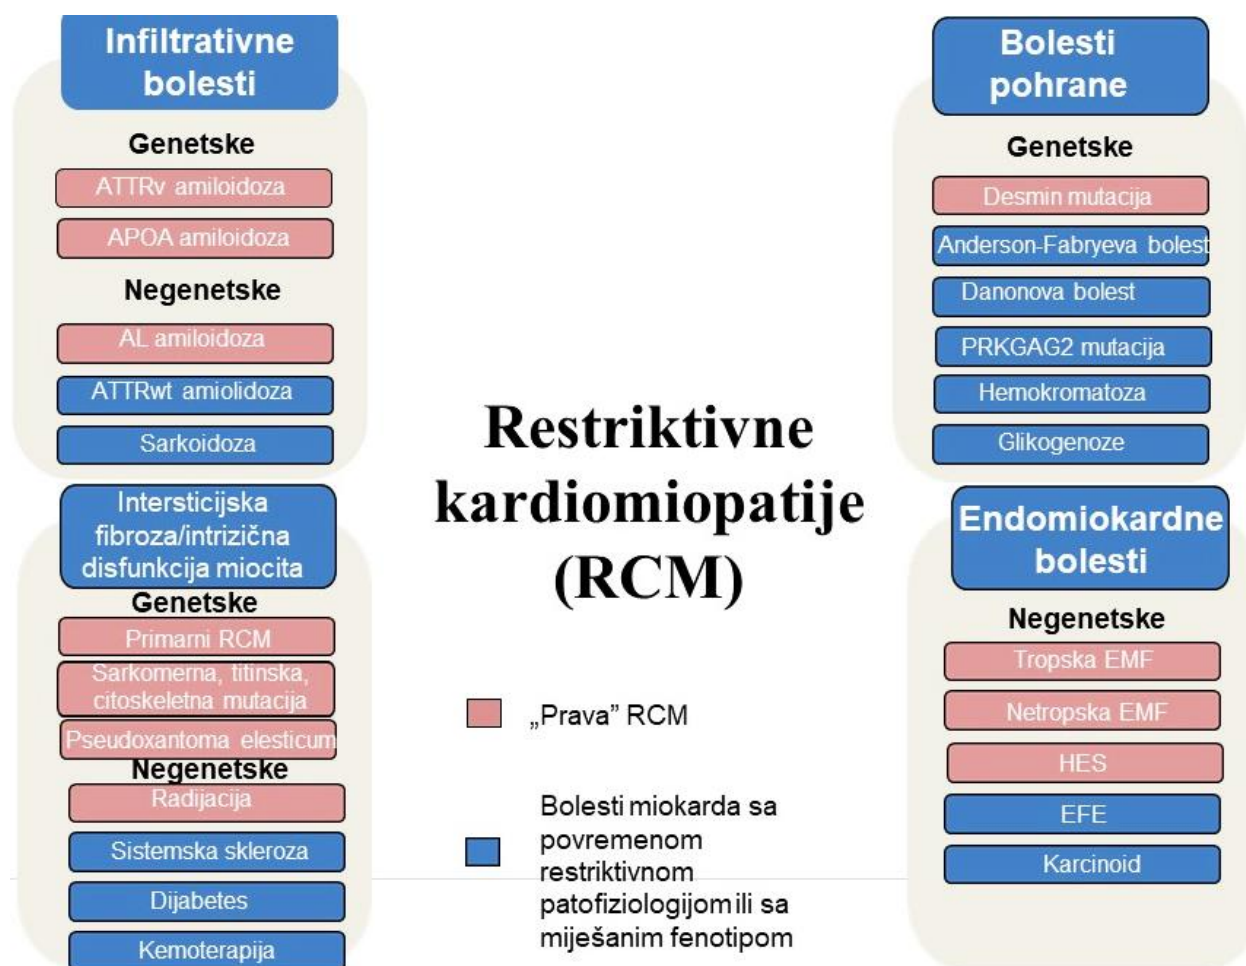 Infiltrativne
bolesti
Genetske
ATTRv amiloidoza
APOA amiloidoza
Negenetske
AL amiloidoza
ATTRwt amiolidoza
Sarkoidoza
Intersticijska
fibroza/intrizična
disfunkcija miocita
Genetske
Primarni RCM
Sarkomerna, titinska,
citoskeletna mutacija
Pseudoxantoma elesticum
Negenetske
Radijacija
Sistemska skleroza
Dijabetes
Kemoterapija
Restriktivne
kardiomiopatije
(RCM)
„Prava” RCM
Bolesti miokarda sa
povremenom
restriktivnom
patofiziologijom ili sa
miješanim fenotipom
Bolesti
pohrane
Genetske
Desmin mutacija
Anderson-Fabryeva bolest
Danonova bolest
PRKGAG2 mutacija
Hemokromatoza
Glikogenoze
Endomiokardne
bolesti
Negenetske
Tropska EMF
Netropska EMF
HES
EFE
Karcinoid